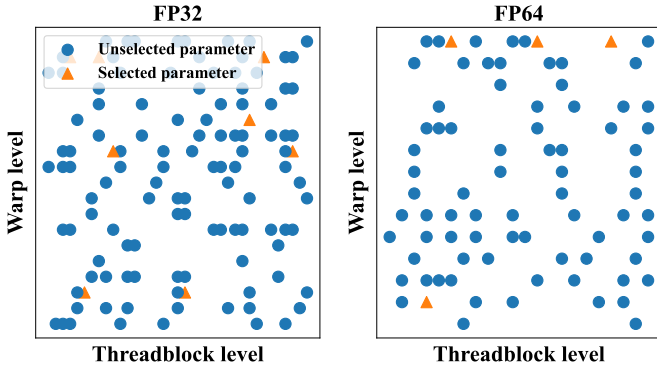 FP32
Unselected parameter
Selected parameter
Warp level
Threadblock level
FP64
Warp level
Threadblock level